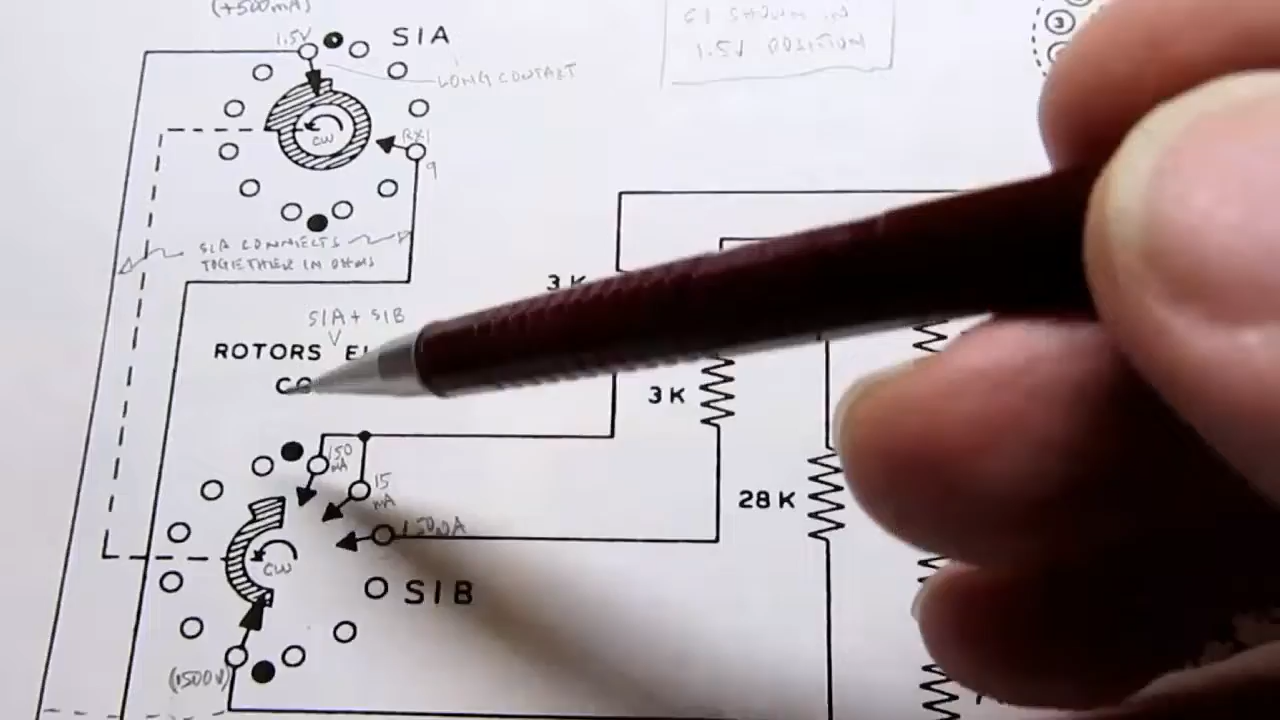 (+500mA)
1.5V
S1A
LONG CONTACT
CW
RX1
9
S1 SHOWN IN
1.5V POSITION
3
S1A CONNECTS
TOGETHER IN OHMS
3K
S1A + S1B
ROTORS
3K
150
mA
15
mA
28K
CW
S1B
(1500V)